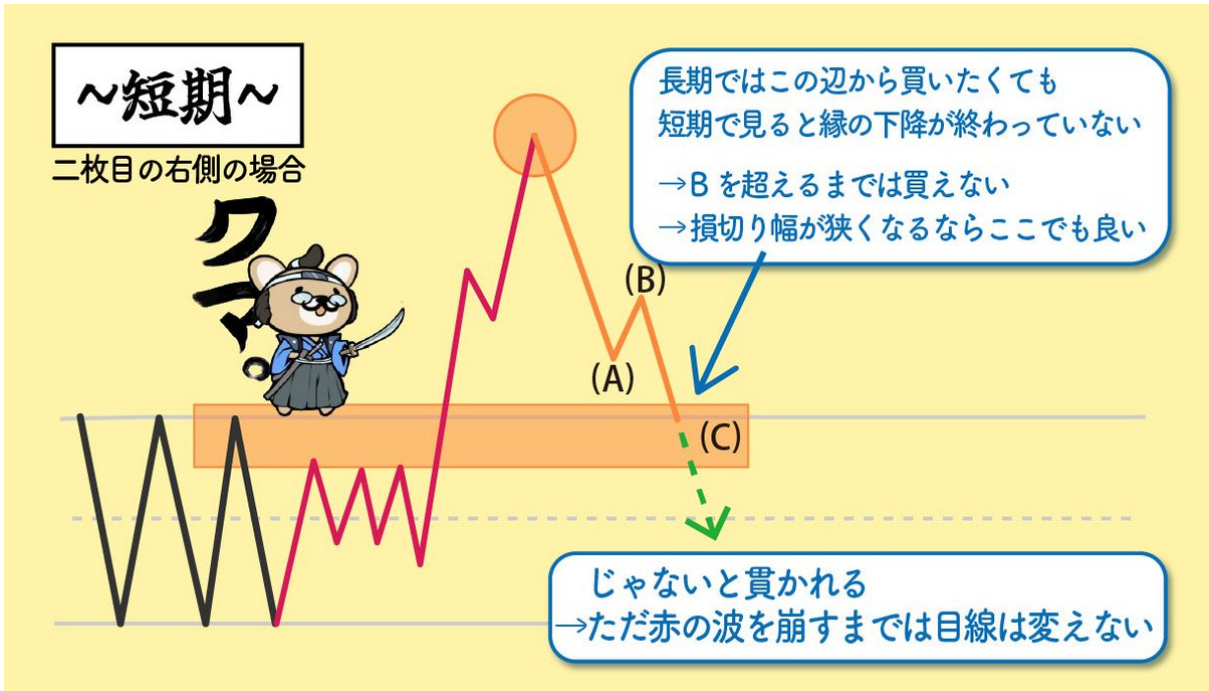 ～短期～
二枚目の右側の場合
クマ。
長期ではこの辺から買いたくても
短期で見ると縁の下降が終わっていない
→B を超えるまでは買えない
→損切り幅が狭くなるならここでも良い
(B)
(A)
(C)
じゃないと貫かれる
→ただ赤の波を崩すまでは目線は変えない